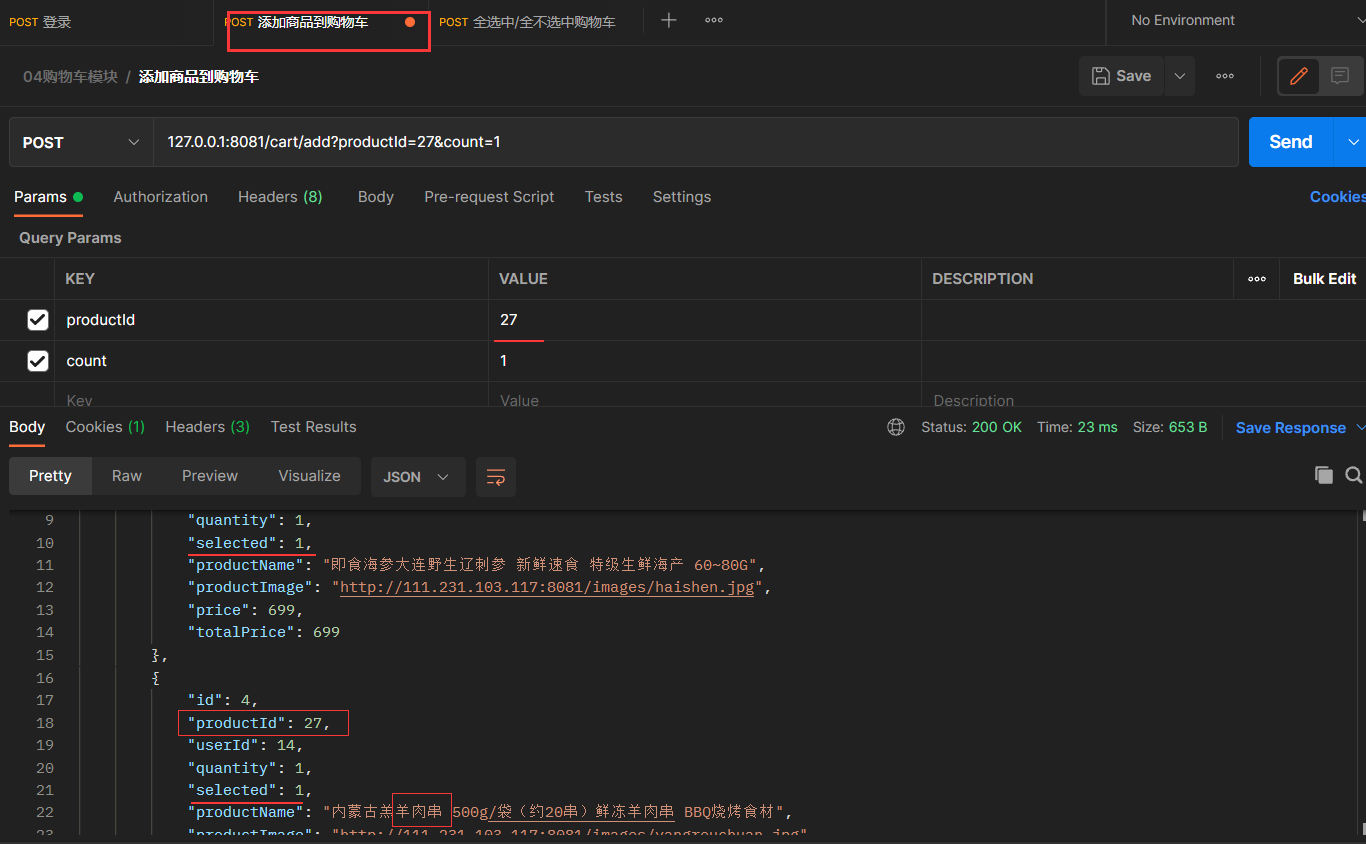 POST 登录 POST 添加商品到购物车 POST 全选中/全不选中购物车 No Environment
04购物车模块 / 添加商品到购物车 Save
POST 127.0.0.1:8081/cart/add?productId=27&count=1 Send
Params Authorization Headers (8) Body Pre-request Script Tests Settings Cookies
Query Params
KEY VALUE DESCRIPTION Bulk Edit
productId 27
count 1
Key Value Description
Body Cookies (1) Headers (3) Test Results Status: 200 OK Time: 23 ms Size: 653 B Save Response
Pretty Raw Preview Visualize JSON
9 "quantity": 1,
10 "selected": 1,
11 "productName": "即食海参大连野生辽刺参 新鲜速食 特级生鲜海产 60~80G",
12 "productImage": "http://111.231.103.117:8081/images/haishen.jpg",
13 "price": 699,
14 "totalPrice": 699
15 },
16 {
17 "id": 4,
18 "productId": 27,
19 "userId": 14,
20 "quantity": 1,
21 "selected": 1,
22 "productName": "内蒙古羔羊肉串 500g/袋（约20串）鲜冻羊肉串 BBQ烧烤食材",
23 "productImage": "http://111.231.103.117:8081/images/yangrouchuan.jpg"